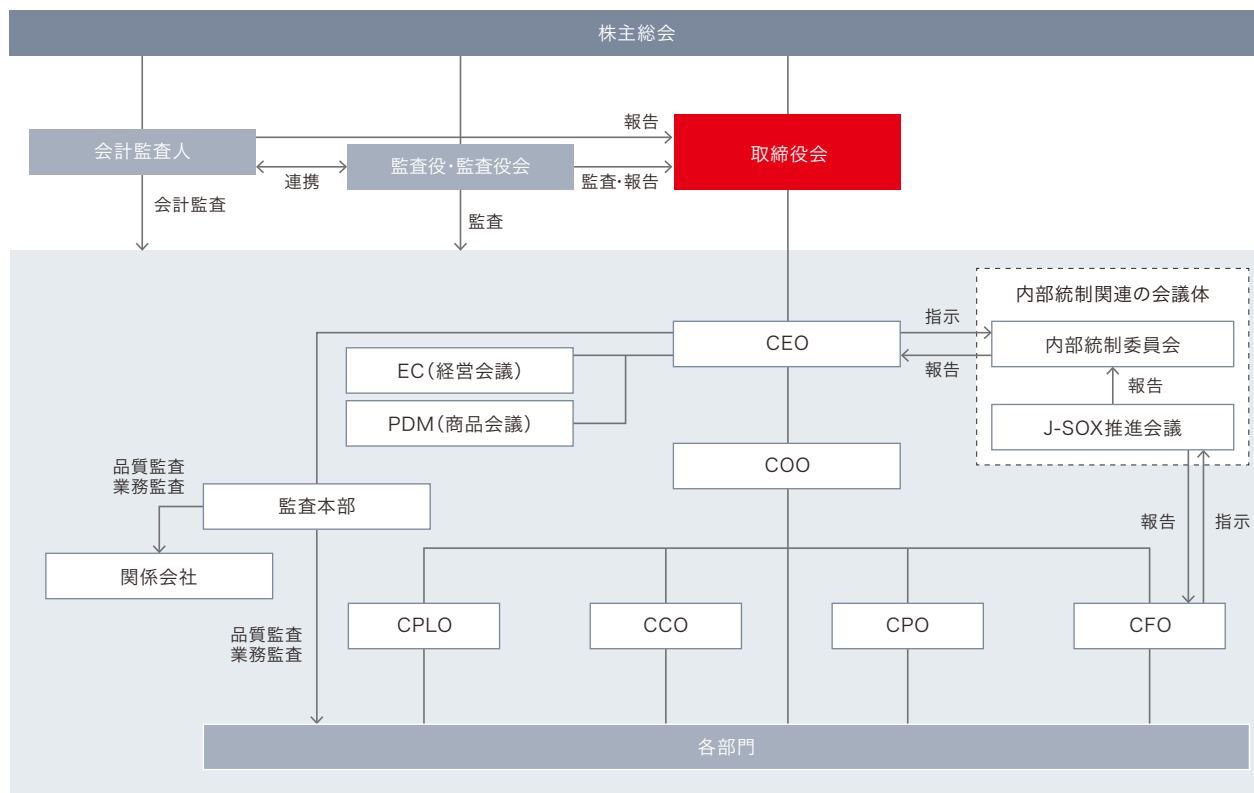 株主総会
報告
会計監査人
監査役・監査役会
取締役会
連携
監査・報告
会計監査
監査
内部統制関連の会議体
指示
CEO
内部統制委員会
報告
EC（経営会議）
報告
PDM（商品会議）
J-SOX推進会議
COO
品質監査
業務監査
監査本部
報告
指示
関係会社
CPLO
CCO
CPO
CFO
品質監査
業務監査
各部門